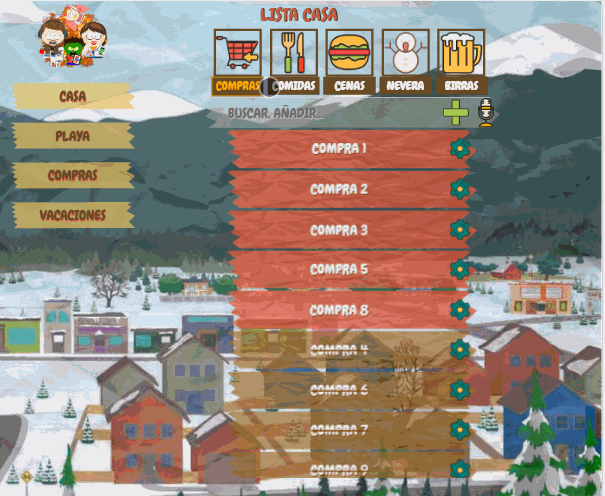 LISTA CASA
COMPRAS COMIDAS CENAS NEVERA BIRRAS
BUSCAR, AÑADIR...
CASA
PLAYA
COMPRAS
VACACIONES
COMPRA 1
COMPRA 2
COMPRA 3
COMPRA 5
COMPRA 8
COMPRA 4
COMPRA 6
COMPRA 7
COMPRA 9